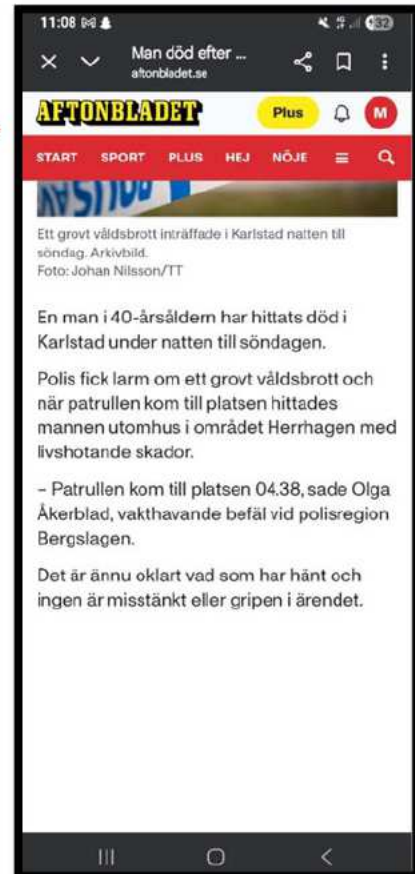 11:08
32
Man död efter ...
aftonbladet.se
AFTONBLADET
Plus
M
START SPORT PLUS HEJ NÖJE
Ett grovt våldsbrott inträffade i Karlstad natten till
söndag. Arkivbild.
Foto: Johan Nilsson/TT
En man i 40-årsåldern har hittats död i
Karlstad under natten till söndagen.
Polis fick larm om ett grovt våldsbrott och
när patrullen kom till platsen hittades
mannen utomhus i området Herrhagen med
livshotande skador.
– Patrullen kom till platsen 04.38, sade Olga
Åkerblad, vakthavande befäl vid polisregion
Bergslagen.
Det är ännu oklart vad som har hänt och
ingen är misstänkt eller gripen i ärendet.